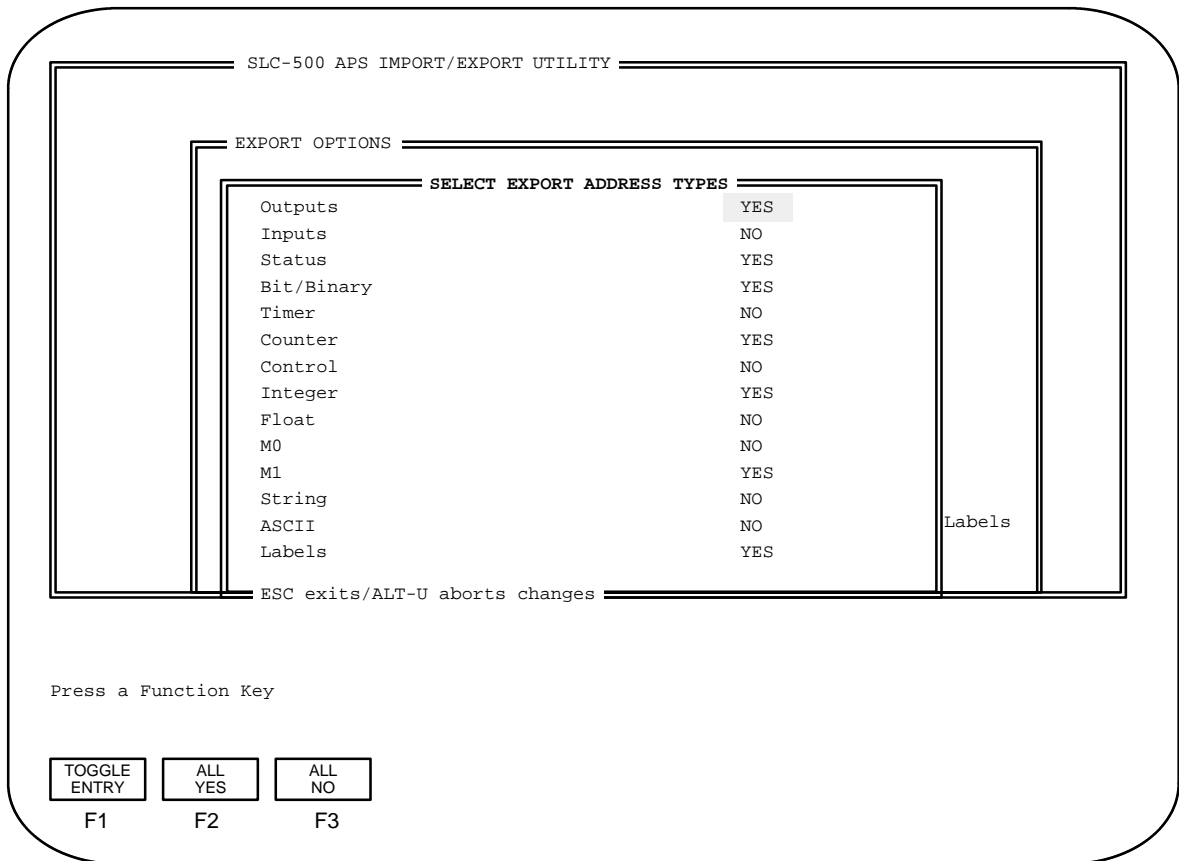 SLC-500 APS IMPORT/EXPORT UTILITY
EXPORT OPTIONS
SELECT EXPORT ADDRESS TYPES
Outputs YES
Inputs NO
Status YES
Bit/Binary YES
Timer NO
Counter YES
Control NO
Integer YES
Float NO
M0 NO
M1 YES
String NO
ASCII NO Labels
Labels YES
ESC exits/ALT-U aborts changes
Press a Function Key
TOGGLE ENTRY
F1
ALL YES
F2
ALL NO
F3